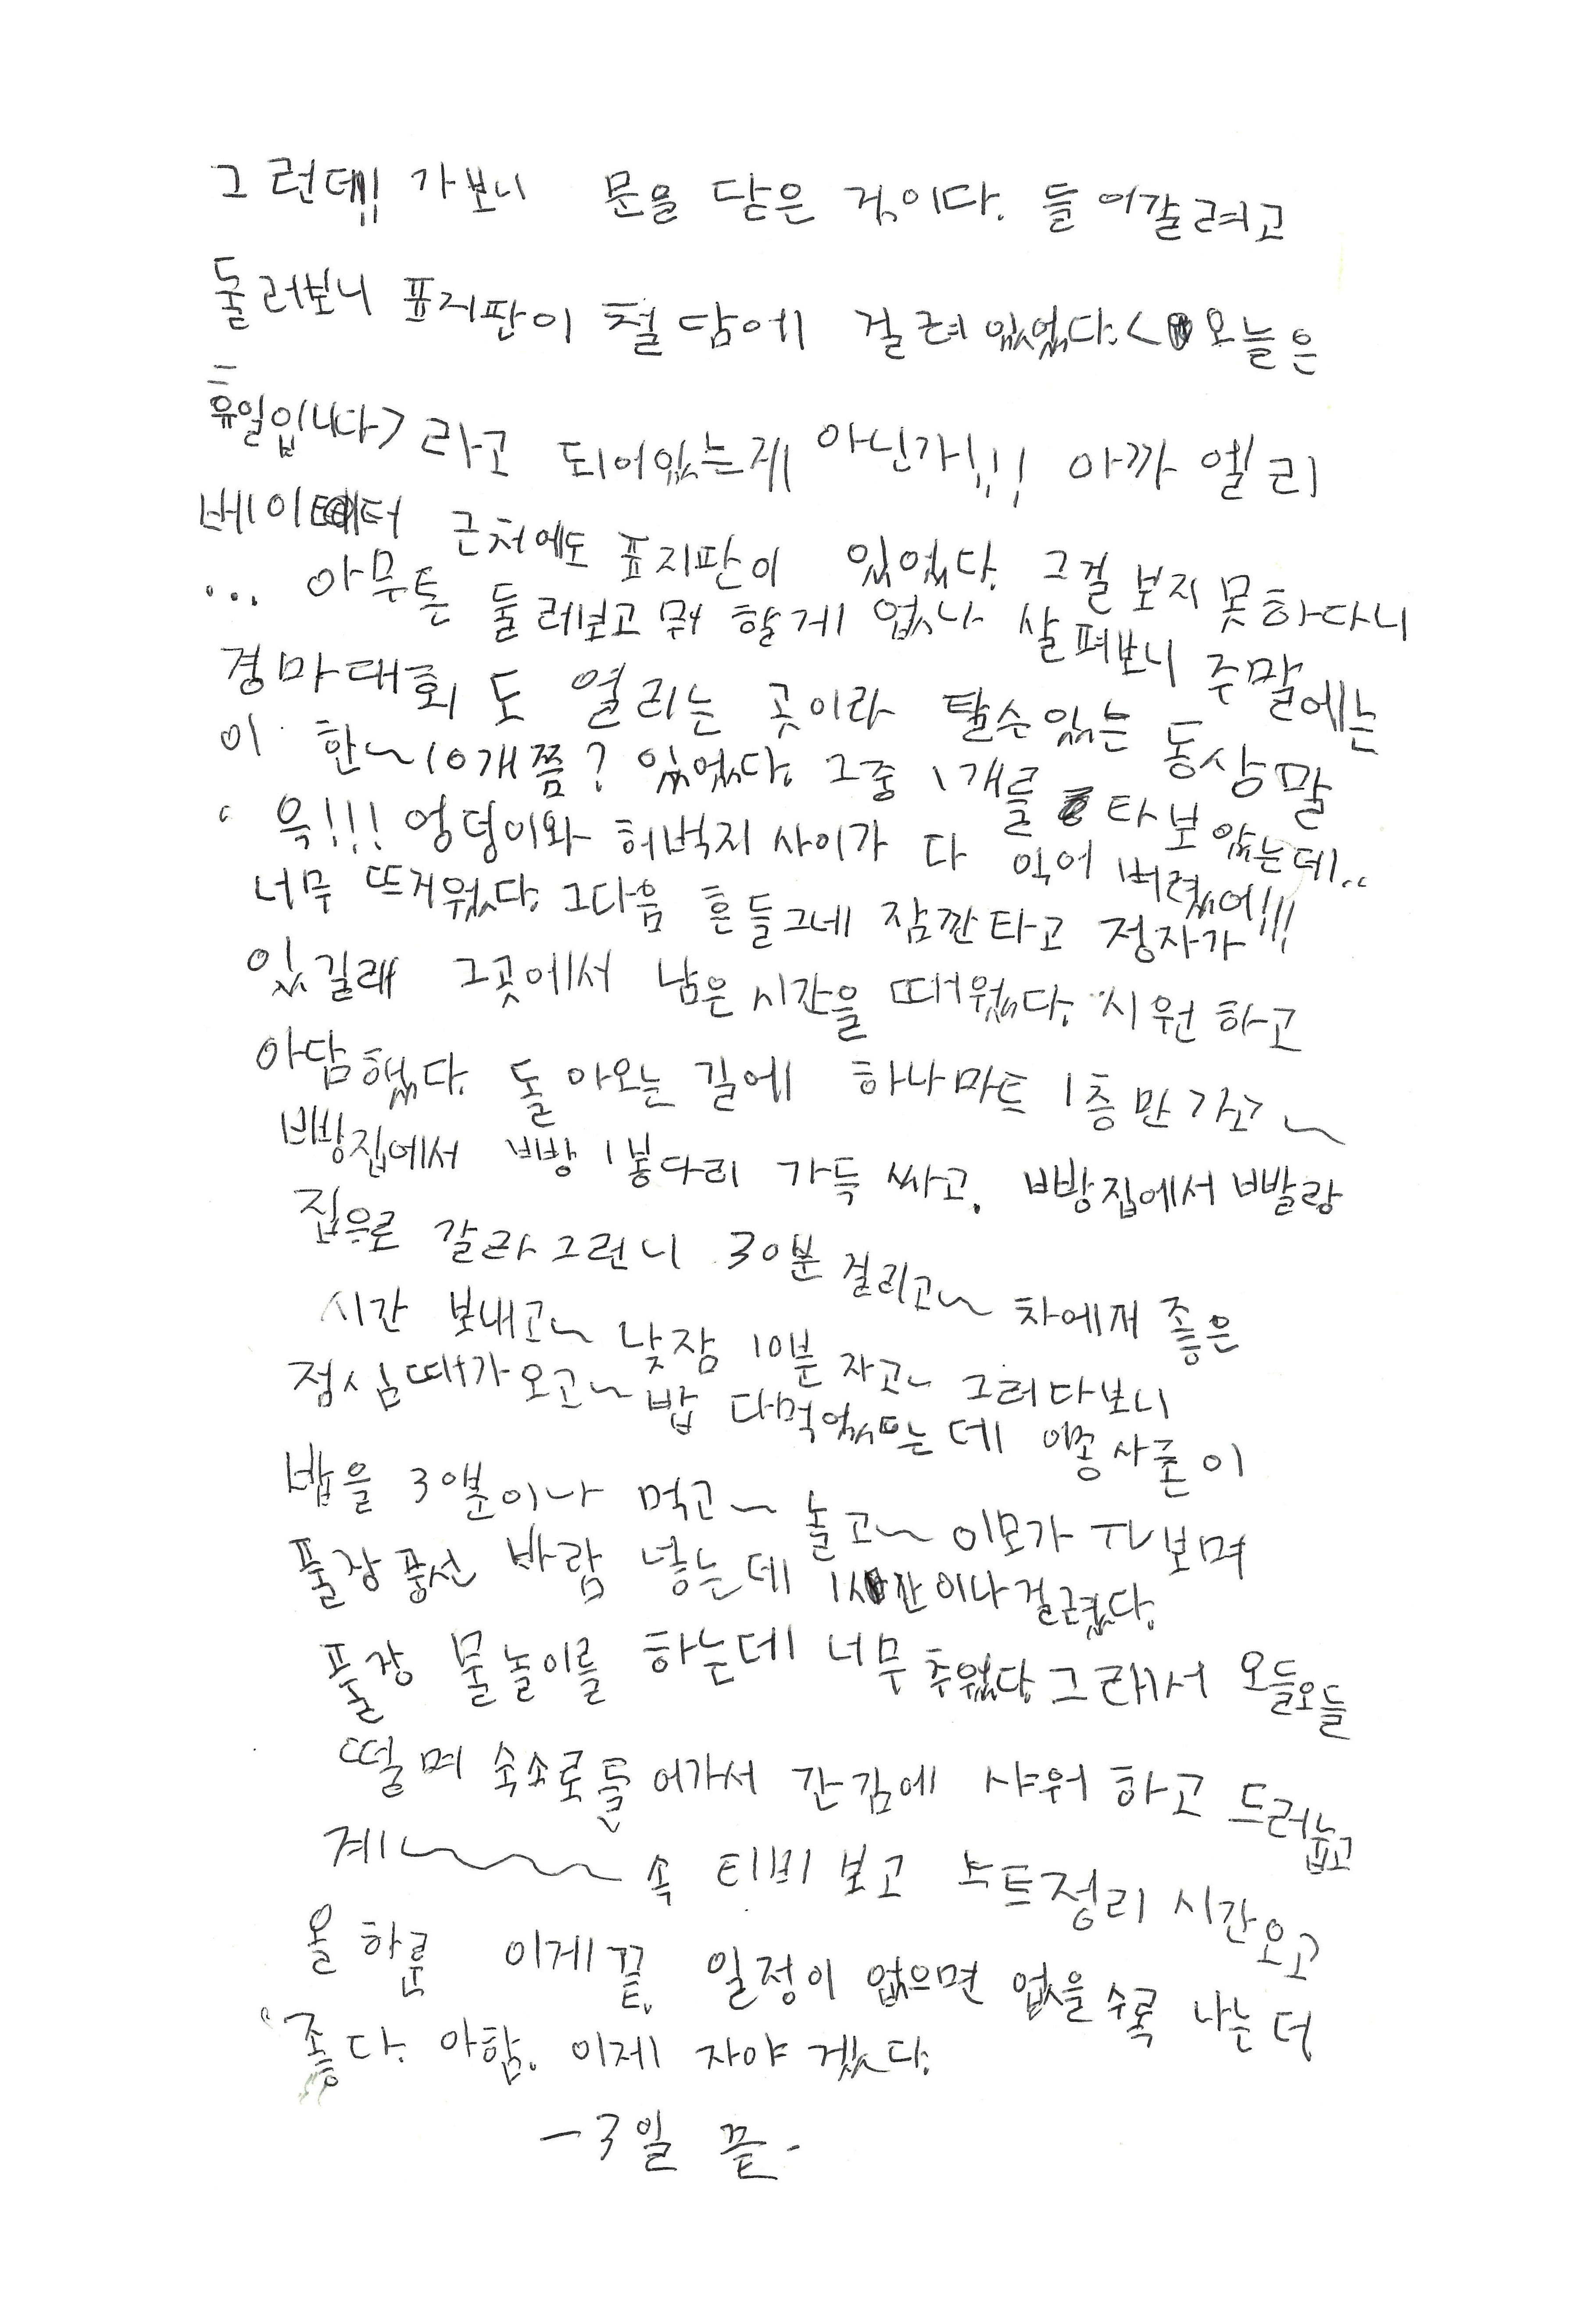 그런데!! 가보니 문을 닫은 것이다. 들어갈려고
둘러보니 표지판이 철담에 걸려 있었다. <오늘은
휴일입니다> 라고 되어있는게 아닌가!!! 아까 엘리
베이터 근처에도 표지판이 있었다. 그걸 보지 못하다니
... 아무튼 둘러보고 뭐 할게 없나 살펴보니 주말에는
경마대회도 열리는 곳이라 탈수있는 동상말
이 한~10개쯤? 있었다. 그중 1개를 타 보았는데..
"윽!!! 엉덩이와 허벅지 사이가 다 익어 버렸어!!!
너무 뜨거웠다. 그다음 흔들그네 잠깐타고 정자가
있길래 그곳에서 남은 시간을 때웠다. 시원하고
아담했다. 돌아오는 길에 하나마트 1층만 가고~
빵집에서 빵 1봉다리 가득 싸고. 빵집에서 빨랑
집으로 갈라 그런니 30분 걸리고~ 차에저 좋은
시간 보내고~ 낮잠 10분 자고~ 그러다보니
점심때가 오고~ 밥 다먹었는데 이종사촌이
밥을 30분이나 먹고~ 놀고~ 이모가 TV보며
풀장풍선 바람 넣는데 1시간이나 걸렸다.
풀장 물놀이를 하는데 너무 추웠다. 그래서 오들오들
떨며 숙소로 들어가서 간김에 샤워하고 드러눕고
계~~~~속 티비 보고 노트정리 시간오고
올 하루 이게 끝. 일정이 없으면 없을수록 나는 더
좋다. 아함. 이제 자야겠다.
-3일 끝-